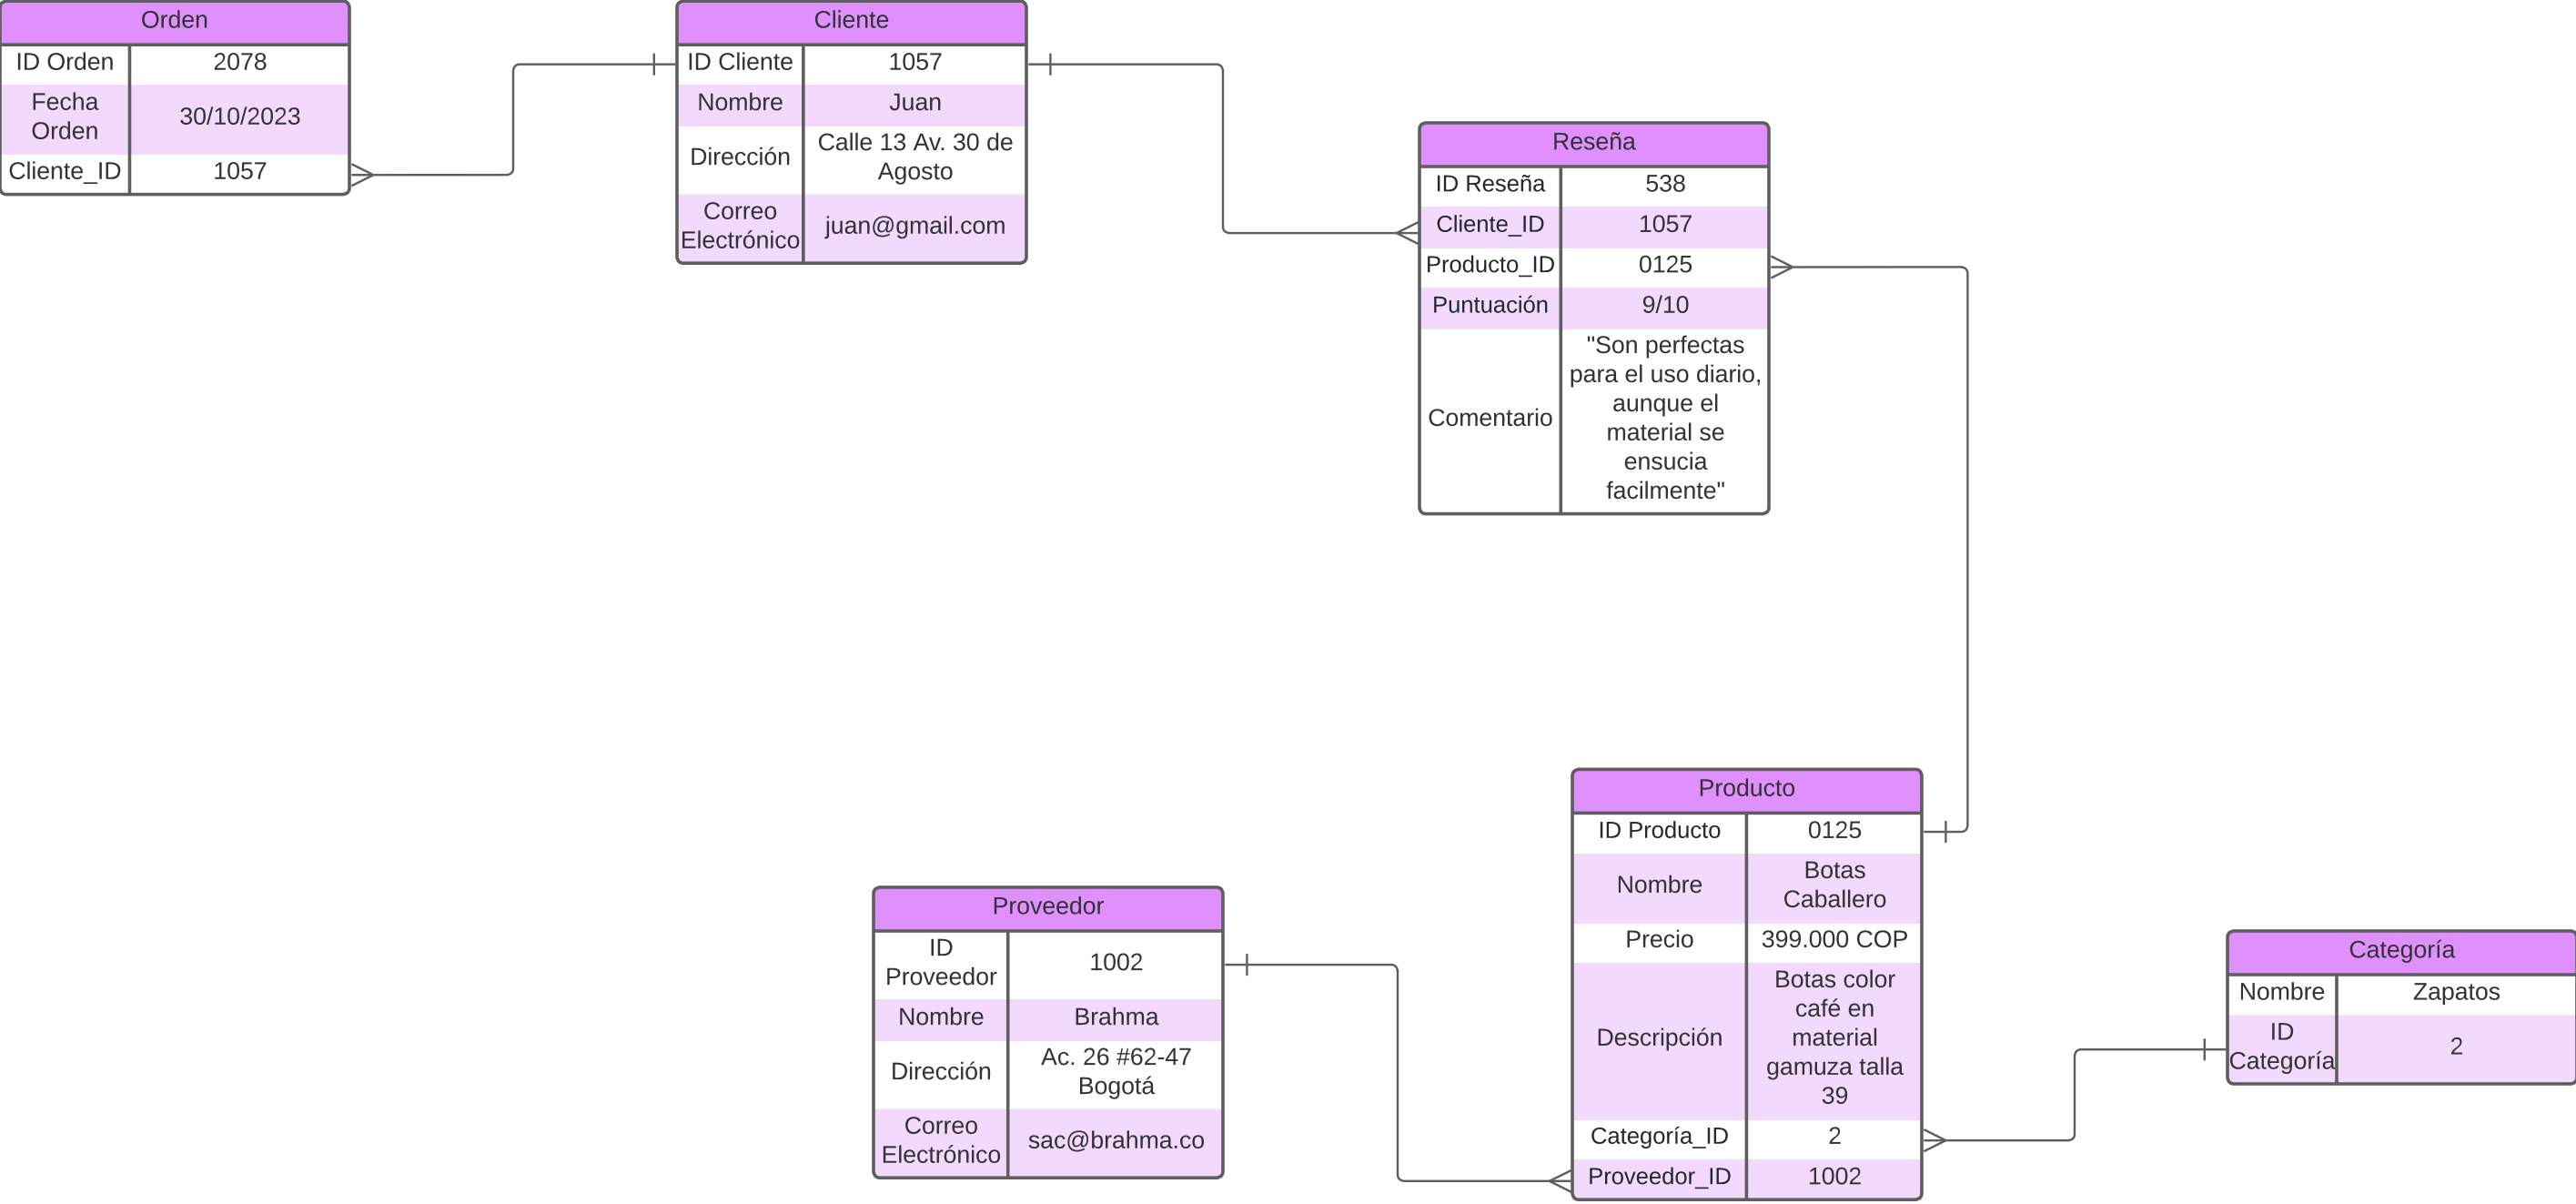 Orden
ID Orden 2078
Fecha
Orden
30/10/2023
Cliente_ID 1057
Cliente
ID Cliente 1057
Nombre Juan
Dirección
Calle 13 Av. 30 de
Agosto
Correo
Electrónico
juan@gmail.com
Reseña
ID Reseña 538
Cliente_ID 1057
Producto_ID 0125
Puntuación 9/10
Comentario
"Son perfectas
para el uso diario,
aunque el
material se
ensucia
facilmente"
Producto
ID Producto 0125
Nombre
Botas
Caballero
Precio 399.000 COP
Descripción
Botas color
café en
material
gamuza talla
39
Categoría_ID 2
Proveedor_ID 1002
Proveedor
ID
Proveedor
1002
Nombre Brahma
Dirección
Ac. 26 #62-47
Bogotá
Correo
Electrónico
sac@brahma.co
Categoría
Nombre Zapatos
ID
Categoría
2